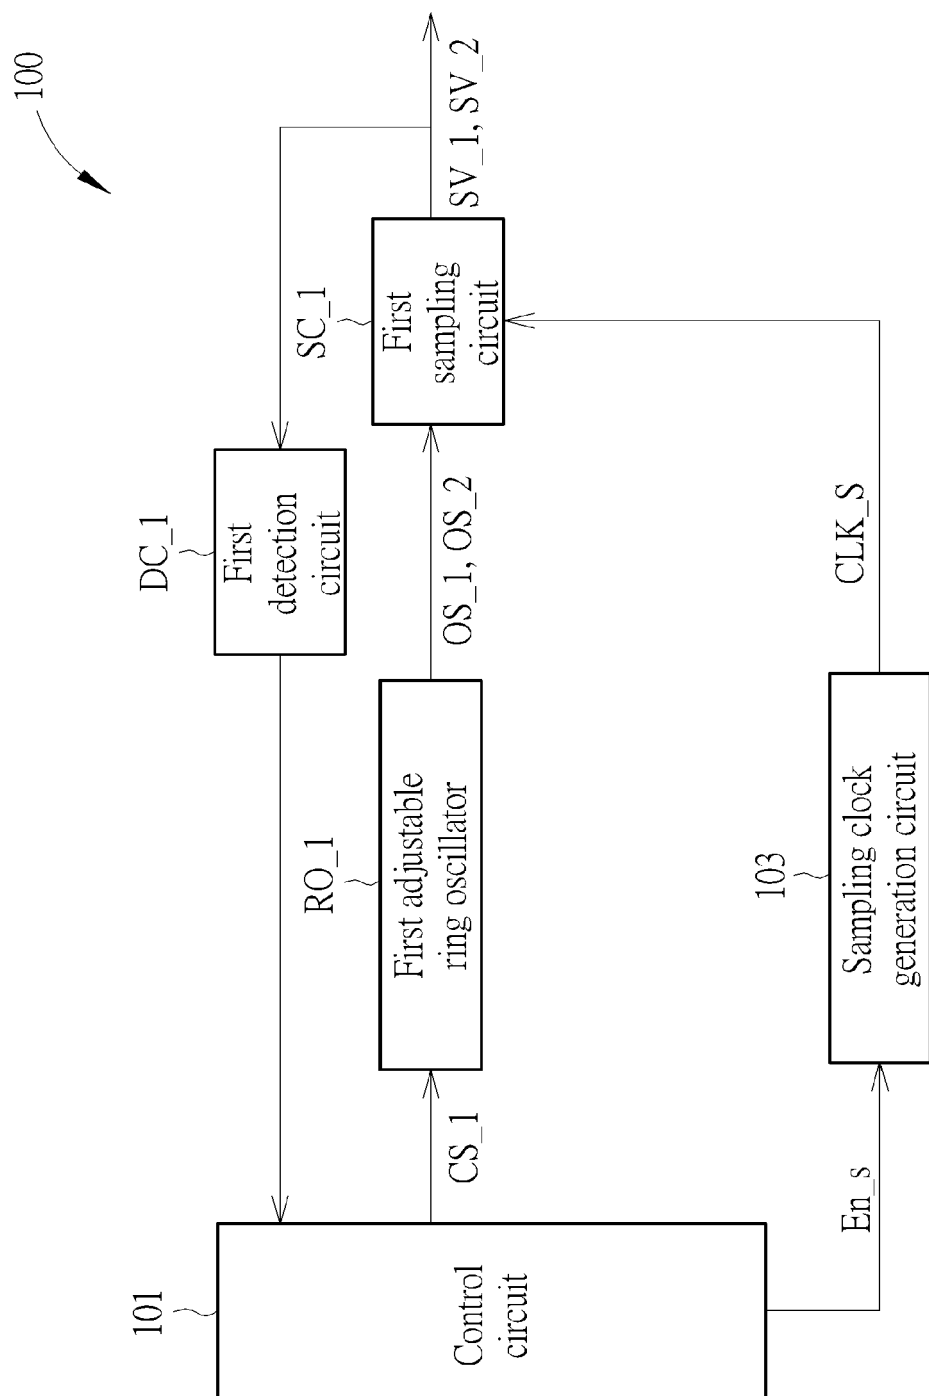 100
DC_1
First
detection
circuit
SC_1
First
sampling
circuit
SV_1, SV_2
RO_1
First adjustable
ring oscillator
OS_1, OS_2
101
Control
circuit
CS_1
En_s
103
Sampling clock
generation circuit
CLK_S